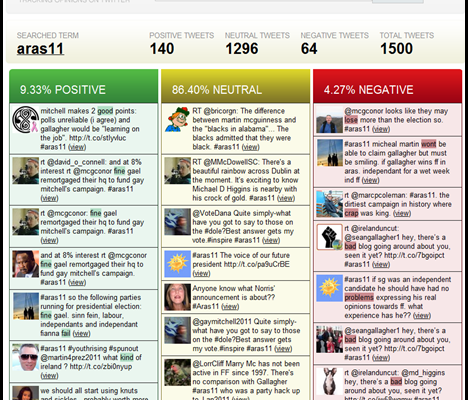 TRACKING OPINIONS ON TWITTER
SEARCHED TERM
aras11
POSITIVE TWEETS
140
NEUTRAL TWEETS
1296
NEGATIVE TWEETS
64
TOTAL TWEETS
1500
9.33% POSITIVE
mitchell makes 2 good points:
polls unreliable (i agree) and
gallagher would be "learning on
the job". http://t.co/stlyvluc
#aras11 (view)
rt @david_o_connell: and at 8%
interest rt @mcgconor fine gael
remortgaged their hq to fund gay
mitchell's campaign. #aras11
(view)
rt @mcgconor fine gael
remortgaged their hq to fund gay
mitchell's campaign. #aras11
(view)
and at 8% interest rt @mcgconor
fine gael remortgaged their hq to
fund gay mitchell's campaign.
#aras11 (view)
#aras11 so the following parties
running for presidential election:
fine gael. sinn fein, labour,
independants and independant
fianna fail (view)
#aras11 #youthrising #spunout
@martin4prez2011 what kind of
ireland ? http://t.co/zbi0nyup
(view)
we should all start using knuts
and sickles... probably worth more
86.40% NEUTRAL
RT @bricorgn: The difference
between martin mcguinness and
the "blacks in alabama"... The
blacks admitted that they were
black. #aras11 (view)
RT @MMcDowellSC: There's a
beautiful rainbow across Dublin at
the moment. It's exciting to know
Michael D Higgins is nearby with
his crock of gold. #aras11 (view)
@VoteDana Quite simply-what
have you got to say to those on
the #dole?Best answer gets my
vote.#inspire #aras11 (view)
#aras11 The voice of our future
president http://t.co/pa9uCrBE
(view)
Anyone know what Norris'
announcement is about??
#Aras11 (view)
@gaymitchell2011 Quite simply-
what have you got to say to those
on the #dole?Best answer gets
my vote #inspire #aras11 (view)
@LorrCliff Marry Mc has not been
active in FF since 1997. There's
no comparison with Gallagher
#aras11 who was a party hack up
4.27% NEGATIVE
@mcgconor looks like they may
lose more than the election so.
#aras11 (view)
#aras11 micheal martin wont be
able to claim gallagher but must
be smiling. if gallagher wins ff in
aras. independant for a wet week
ind ff (view)
rt @marcpcoleman: #aras11. the
dirtiest campaign in history where
crap was king. (view)
rt @irelanduncut:
@seangallagher1 hey, there's a
bad blog going around about you,
seen it yet? http://t.co/7bgoipct
#aras11 (view)
#aras11 if sg was an independent
candidate he should have had no
problems expressing his real
opinions towards ff. what
experience has he?? (view)
@seangallagher1 hey, there's a
bad blog going around about you,
seen it yet? http://t.co/7bgoipct
#aras11 (view)
rt @irelanduncut: @md_higgins
hey, there's a bad blog going
around about you, seen it yet?